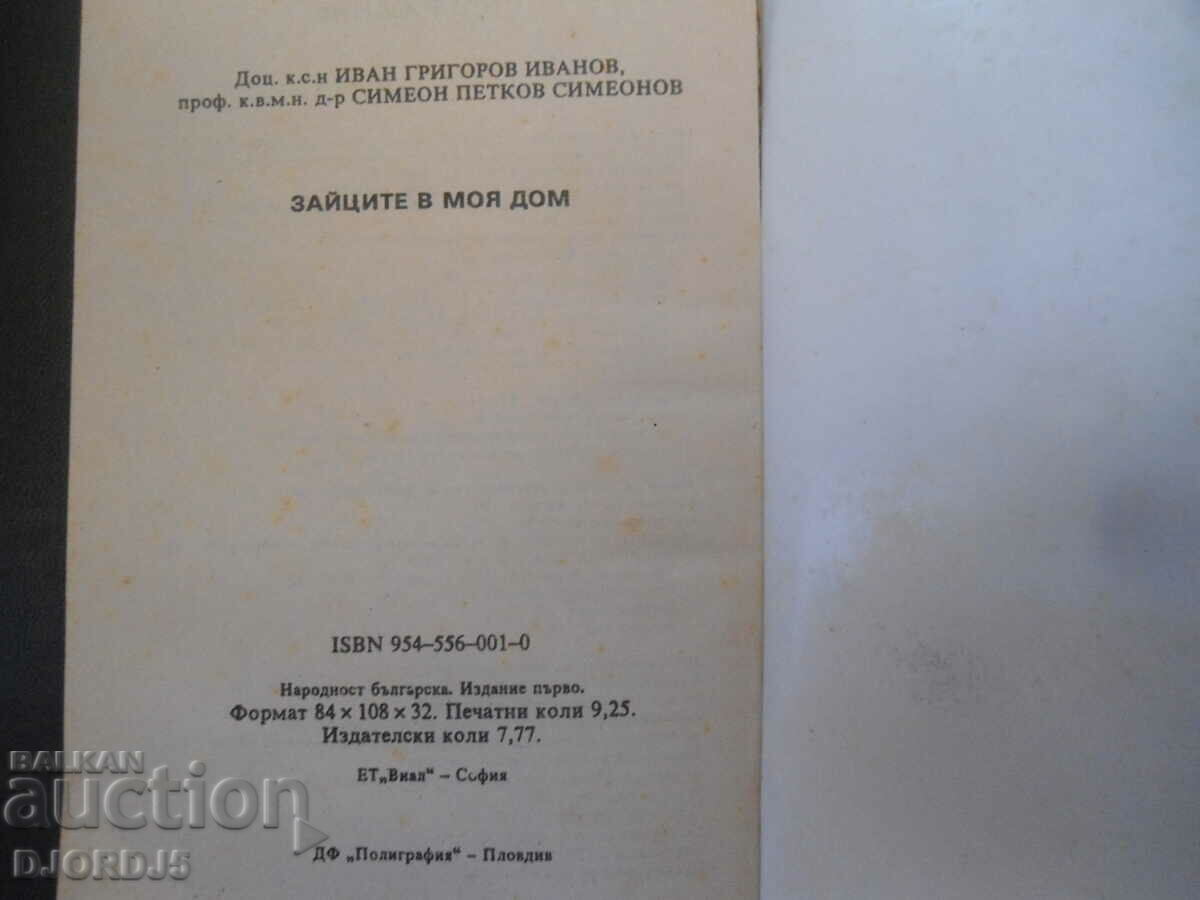 Доц. к.с.н ИВАН ГРИГОРОВ ИВАНОВ,
проф. к.в.м.н. д-р СИМЕОН ПЕТКОВ СИМЕОНОВ
ЗАЙЦИТЕ В МОЯ ДОМ
ISBN 954–556–001–0
Народност българска. Издание първо.
Формат 84 × 108 × 32. Печатни коли 9,25.
Издателски коли 7,77.
ЕТ„Виал“ – София
ДФ „Полиграфия“ – Пловдив
BALKAN
auction
DJORDJ5